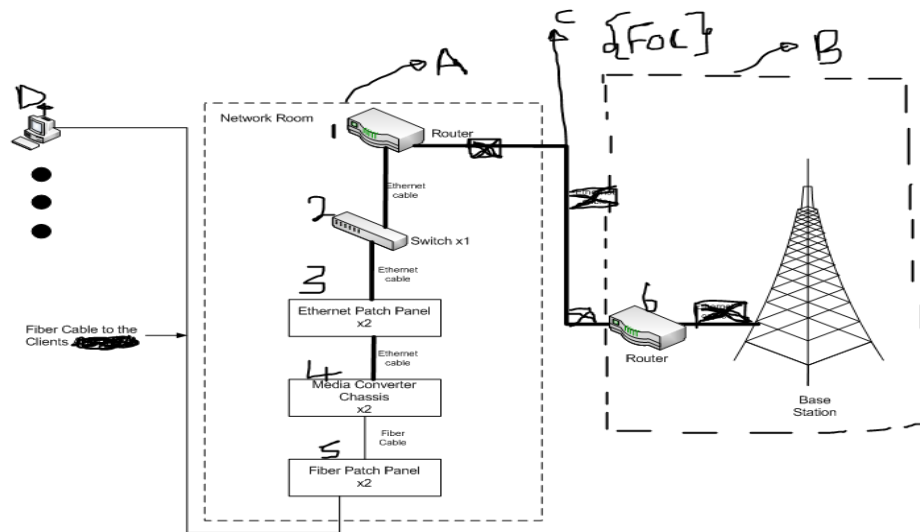 C
{FOC}
B
A
D
Network Room
1
Router
Ethernet
cable
2
Switch x1
Ethernet
cable
3
Ethernet Patch Panel
x2
Ethernet
cable
4
Media Converter
Chassis
x2
Fiber
Cable
5
Fiber Patch Panel
x2
Fiber Cable to the
Clients
6
Router
Base
Station